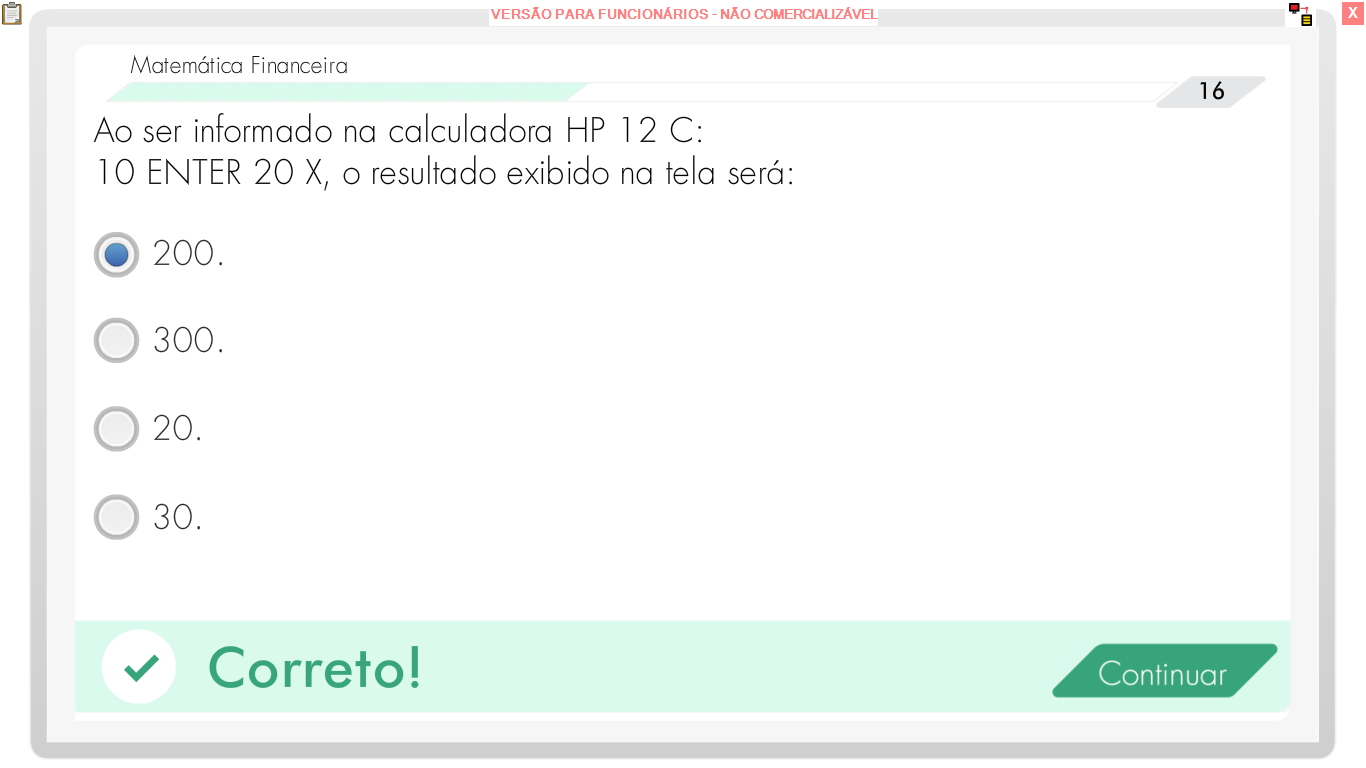 VERSÃO PARA FUNCIONÁRIOS - NÃO COMERCIALIZÁVEL
X
Matemática Financeira
16
Ao ser informado na calculadora HP 12 C:
10 ENTER 20 X, o resultado exibido na tela será:
200.
300.
20.
30.
Correto!
Continuar